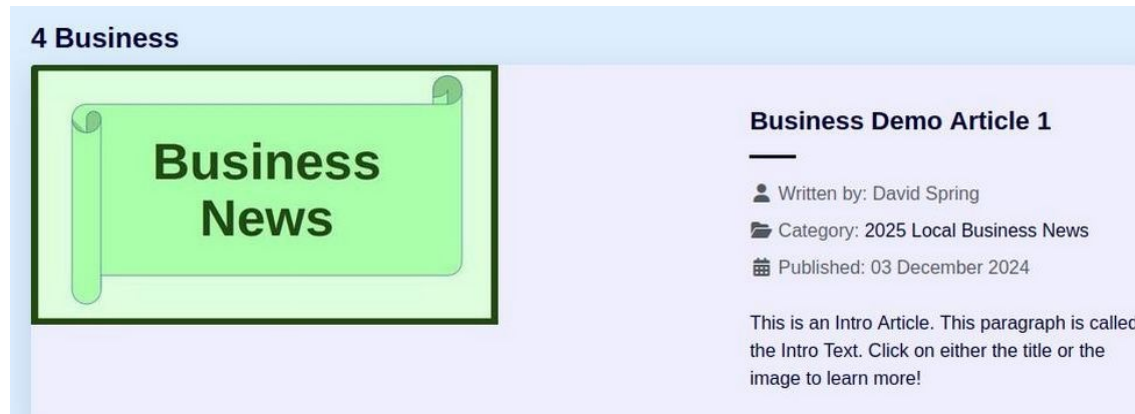 4 Business
Business
News
Business Demo Article 1
Written by: David Spring
Category: 2025 Local Business News
Published: 03 December 2024
This is an Intro Article. This paragraph is called
the Intro Text. Click on either the title or the
image to learn more!